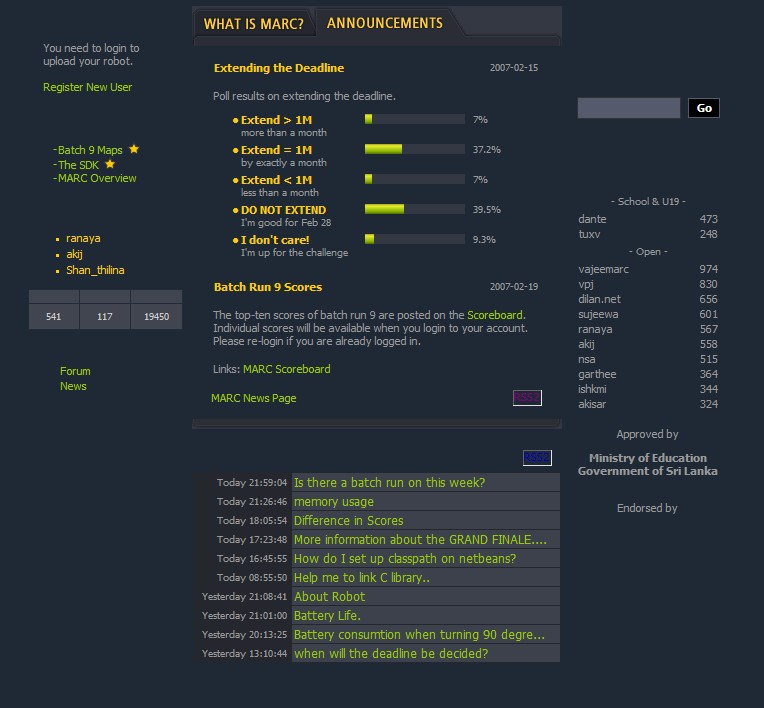 WHAT IS MARC?
ANNOUNCEMENTS
You need to login to
upload your robot.
Register New User
-Batch 9 Maps
-The SDK
-MARC Overview
ranaya
akij
Shan_thilina
541 117 19450
Forum
News
Extending the Deadline 2007-02-15
Poll results on extending the deadline.
Extend > 1M 7%
more than a month
Extend = 1M 37.2%
by exactly a month
Extend < 1M 7%
less than a month
DO NOT EXTEND 39.5%
I'm good for Feb 28
I don't care! 9.3%
I'm up for the challenge
Batch Run 9 Scores 2007-02-19
The top-ten scores of batch run 9 are posted on the Scoreboard.
Individual scores will be available when you login to your account.
Please re-login if you are already logged in.
Links: MARC Scoreboard
MARC News Page
Today 21:59:04 Is there a batch run on this week?
Today 21:26:46 memory usage
Today 18:05:54 Difference in Scores
Today 17:23:48 More information about the GRAND FINALE....
Today 16:45:55 How do I set up classpath on netbeans?
Today 08:55:50 Help me to link C library..
Yesterday 21:08:41 About Robot
Yesterday 21:01:00 Battery Life.
Yesterday 20:13:25 Battery consumtion when turning 90 degre...
Yesterday 13:10:44 when will the deadline be decided?
Go
- School & U19 -
dante 473
tuxv 248
- Open -
vajeemarc 974
vpj 830
dilan.net 656
sujeewa 601
ranaya 567
akij 558
nsa 515
garthee 364
ishkmi 344
akisar 324
Approved by
Ministry of Education
Government of Sri Lanka
Endorsed by